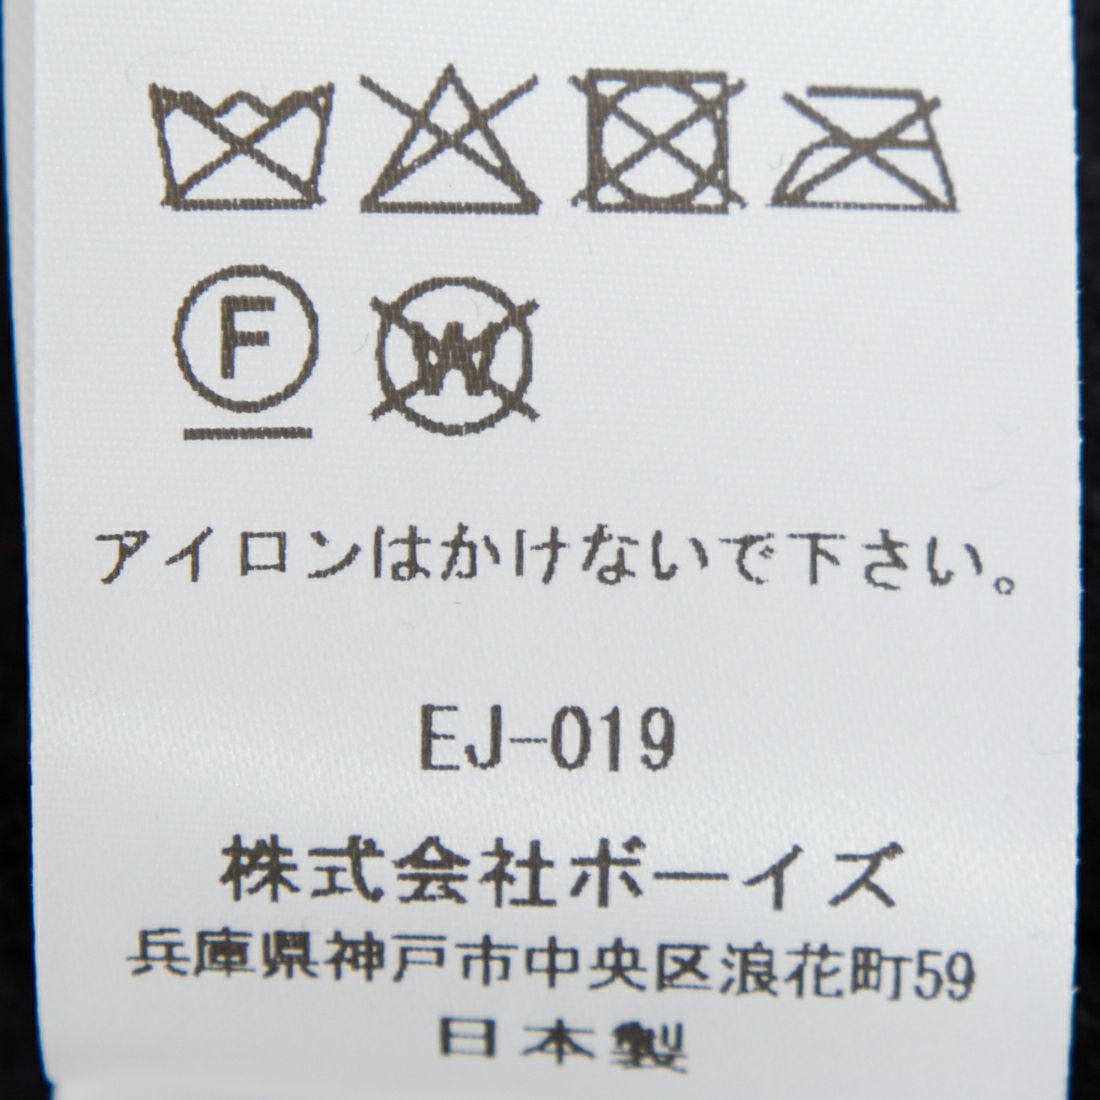 F W
アイロンはかけないで下さい。
EJ-019
株式会社ボーイズ
兵庫県神戸市中央区浪花町59
日本製